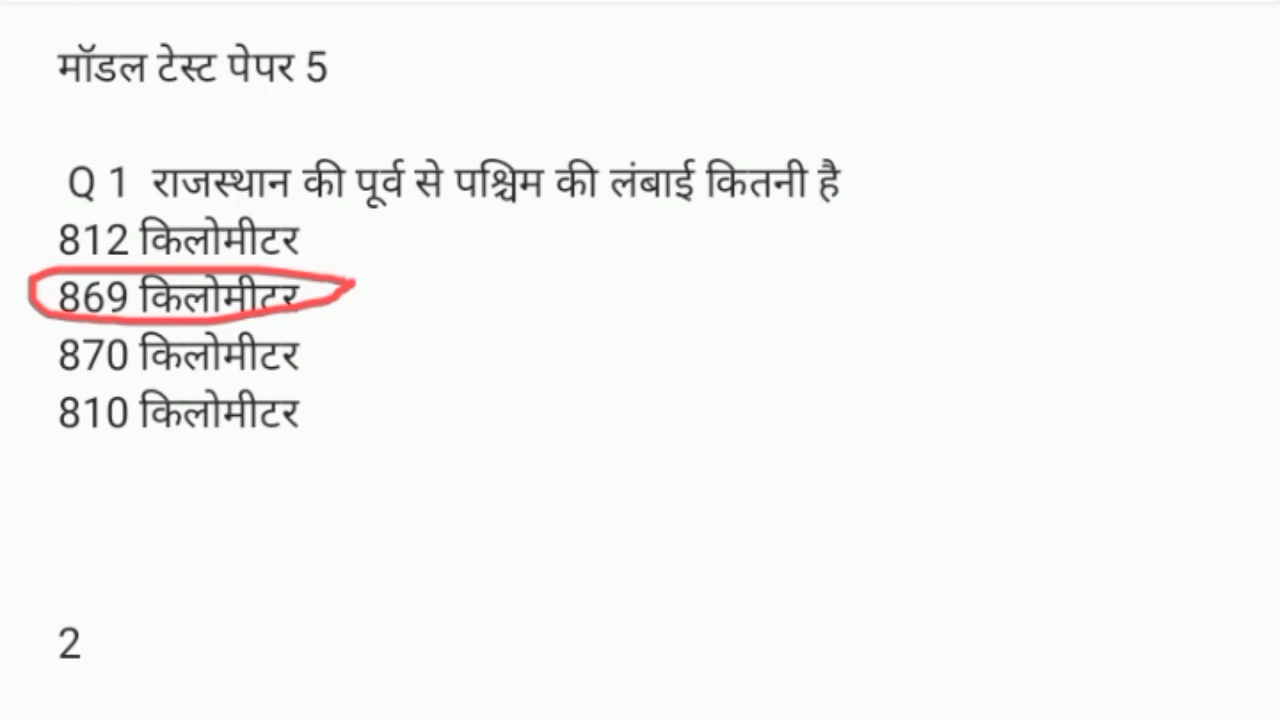 मॉडल टेस्ट पेपर 5
Q 1 राजस्थान की पूर्व से पश्चिम की लंबाई कितनी है
812 किलोमीटर
869 किलोमीटर
870 किलोमीटर
810 किलोमीटर
2